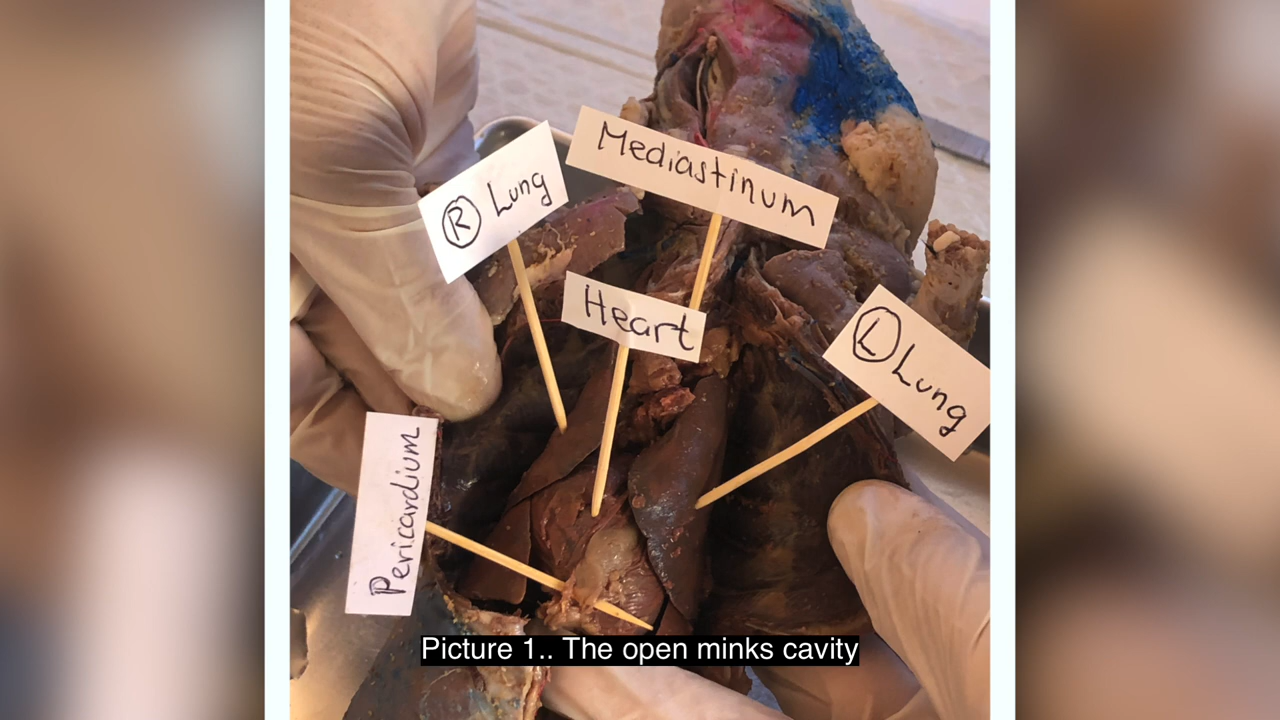 Mediastinum
Ⓡ Lung
Heart
Ⓛ Lung
Pericardium
Picture 1.. The open minks cavity